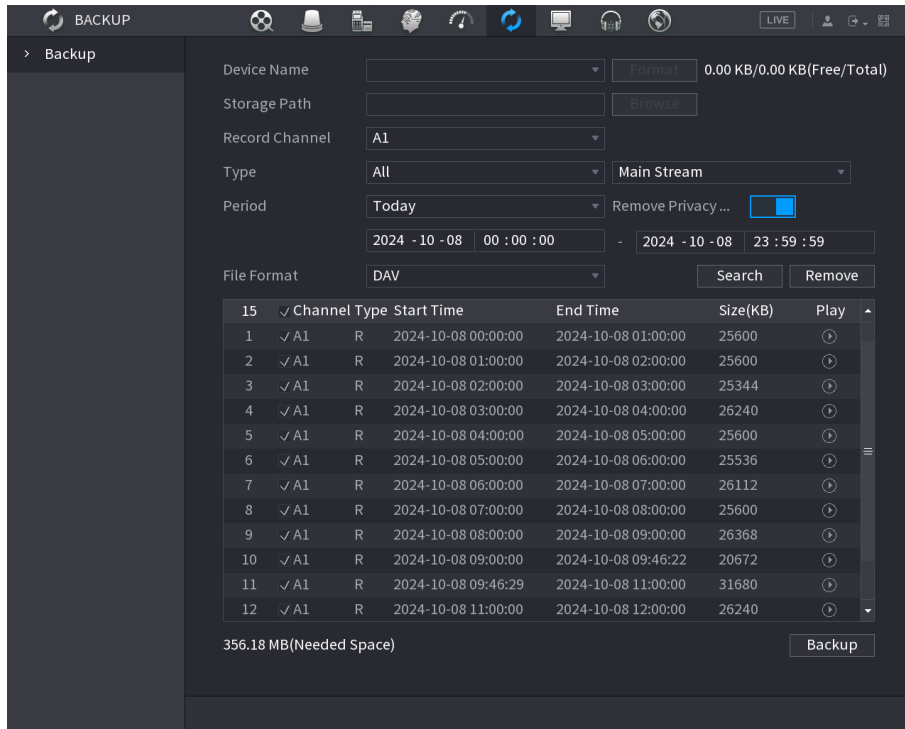 BACKUP LIVE
> Backup
Device Name Format 0.00 KB/0.00 KB(Free/Total)
Storage Path Browse
Record Channel A1
Type All Main Stream
Period Today Remove Privacy ...
2024 -10 -08 00 : 00 : 00 - 2024 -10 -08 23 : 59 : 59
File Format DAV Search Remove
15 Channel Type Start Time End Time Size(KB) Play
1 A1 R 2024-10-08 00:00:00 2024-10-08 01:00:00 25600
2 A1 R 2024-10-08 01:00:00 2024-10-08 02:00:00 25600
3 A1 R 2024-10-08 02:00:00 2024-10-08 03:00:00 25344
4 A1 R 2024-10-08 03:00:00 2024-10-08 04:00:00 26240
5 A1 R 2024-10-08 04:00:00 2024-10-08 05:00:00 25600
6 A1 R 2024-10-08 05:00:00 2024-10-08 06:00:00 25536
7 A1 R 2024-10-08 06:00:00 2024-10-08 07:00:00 26112
8 A1 R 2024-10-08 07:00:00 2024-10-08 08:00:00 25600
9 A1 R 2024-10-08 08:00:00 2024-10-08 09:00:00 26368
10 A1 R 2024-10-08 09:00:00 2024-10-08 09:46:22 20672
11 A1 R 2024-10-08 09:46:29 2024-10-08 11:00:00 31680
12 A1 R 2024-10-08 11:00:00 2024-10-08 12:00:00 26240
356.18 MB(Needed Space) Backup